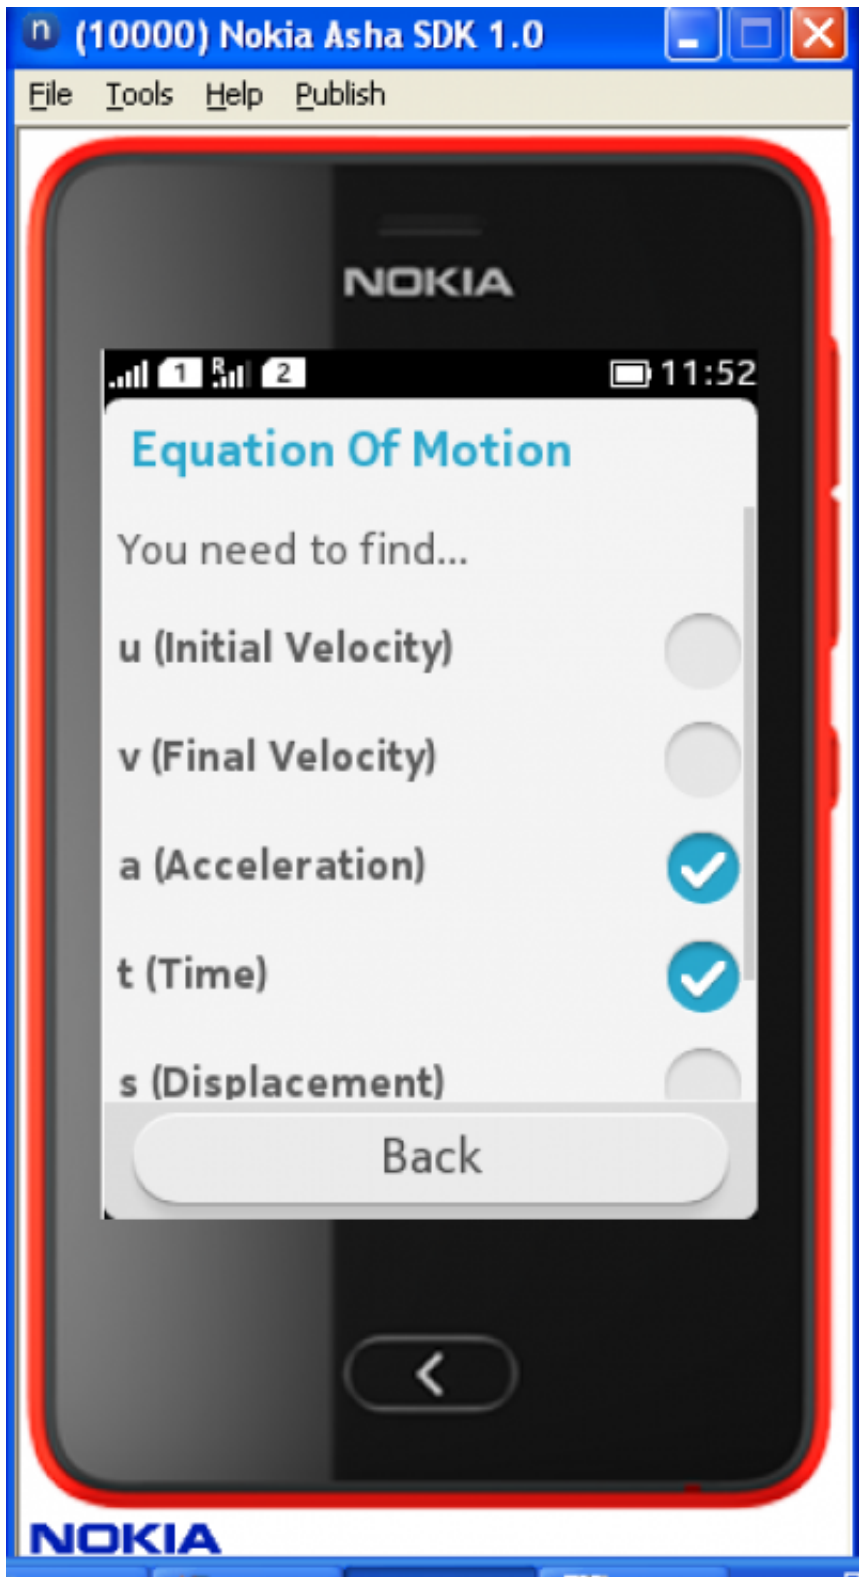 n (10000) Nokia Asha SDK 1.0
File Tools Help Publish
NOKIA
1 R 2 11:52
Equation Of Motion
You need to find...
u (Initial Velocity)
v (Final Velocity)
a (Acceleration)
t (Time)
s (Displacement)
Back
NOKIA